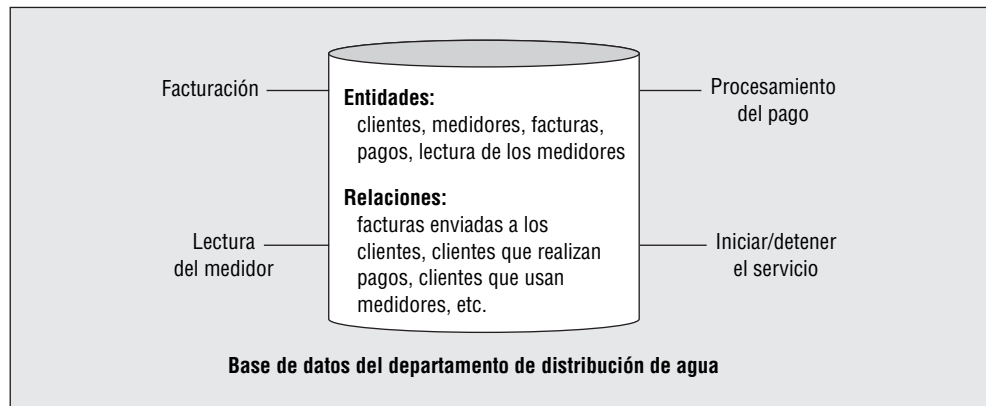 Facturación
Entidades:
clientes, medidores, facturas,
pagos, lectura de los medidores
Procesamiento
del pago
Lectura
del medidor
Relaciones:
facturas enviadas a los
clientes, clientes que realizan
pagos, clientes que usan
medidores, etc.
Iniciar/detener
el servicio
Base de datos del departamento de distribución de agua